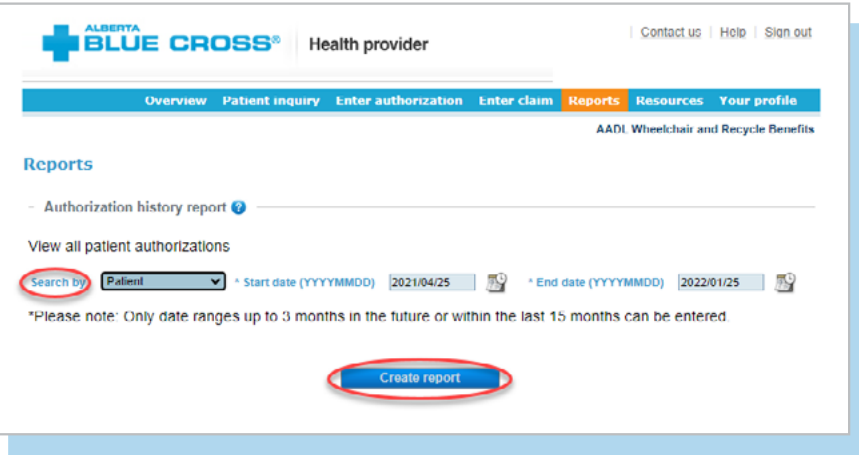 ALBERTA
BLUE CROSS® Health provider
Contact us | Help | Sign out
Overview Patient inquiry Enter authorization Enter claim Reports Resources Your profile
AADL Wheelchair and Recycle Benefits
Reports
Authorization history report ?
View all patient authorizations
Search by Patient * Start date (YYYYMMDD) 2021/04/25 * End date (YYYYMMDD) 2022/01/25
*Please note: Only date ranges up to 3 months in the future or within the last 15 months can be entered.
Create report